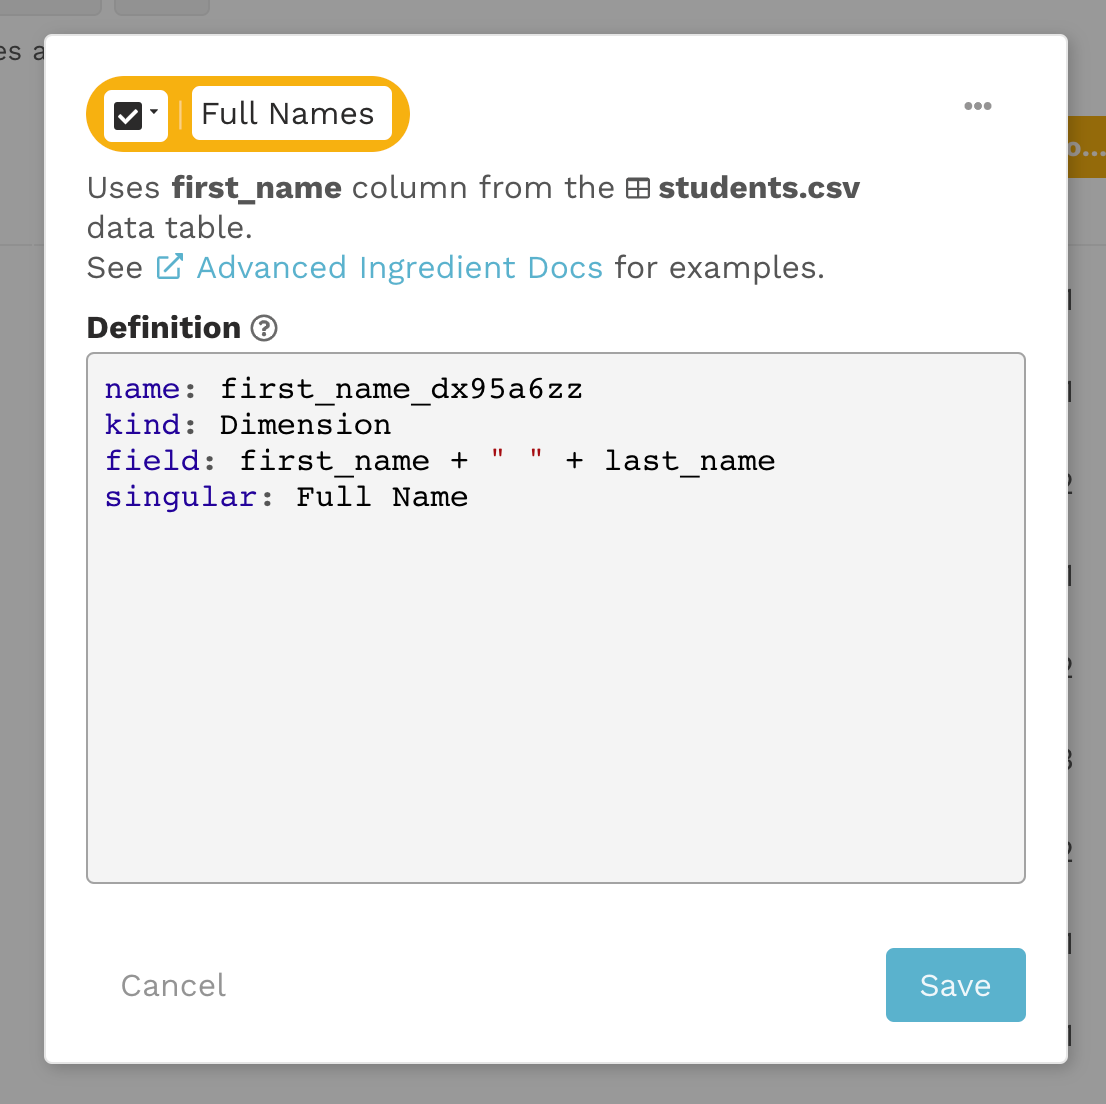 es a
Full Names
Uses first_name column from the students.csv
data table.
See Advanced Ingredient Docs for examples.
Definition
name: first_name_dx95a6zz
kind: Dimension
field: first_name + " " + last_name
singular: Full Name
Cancel
Save